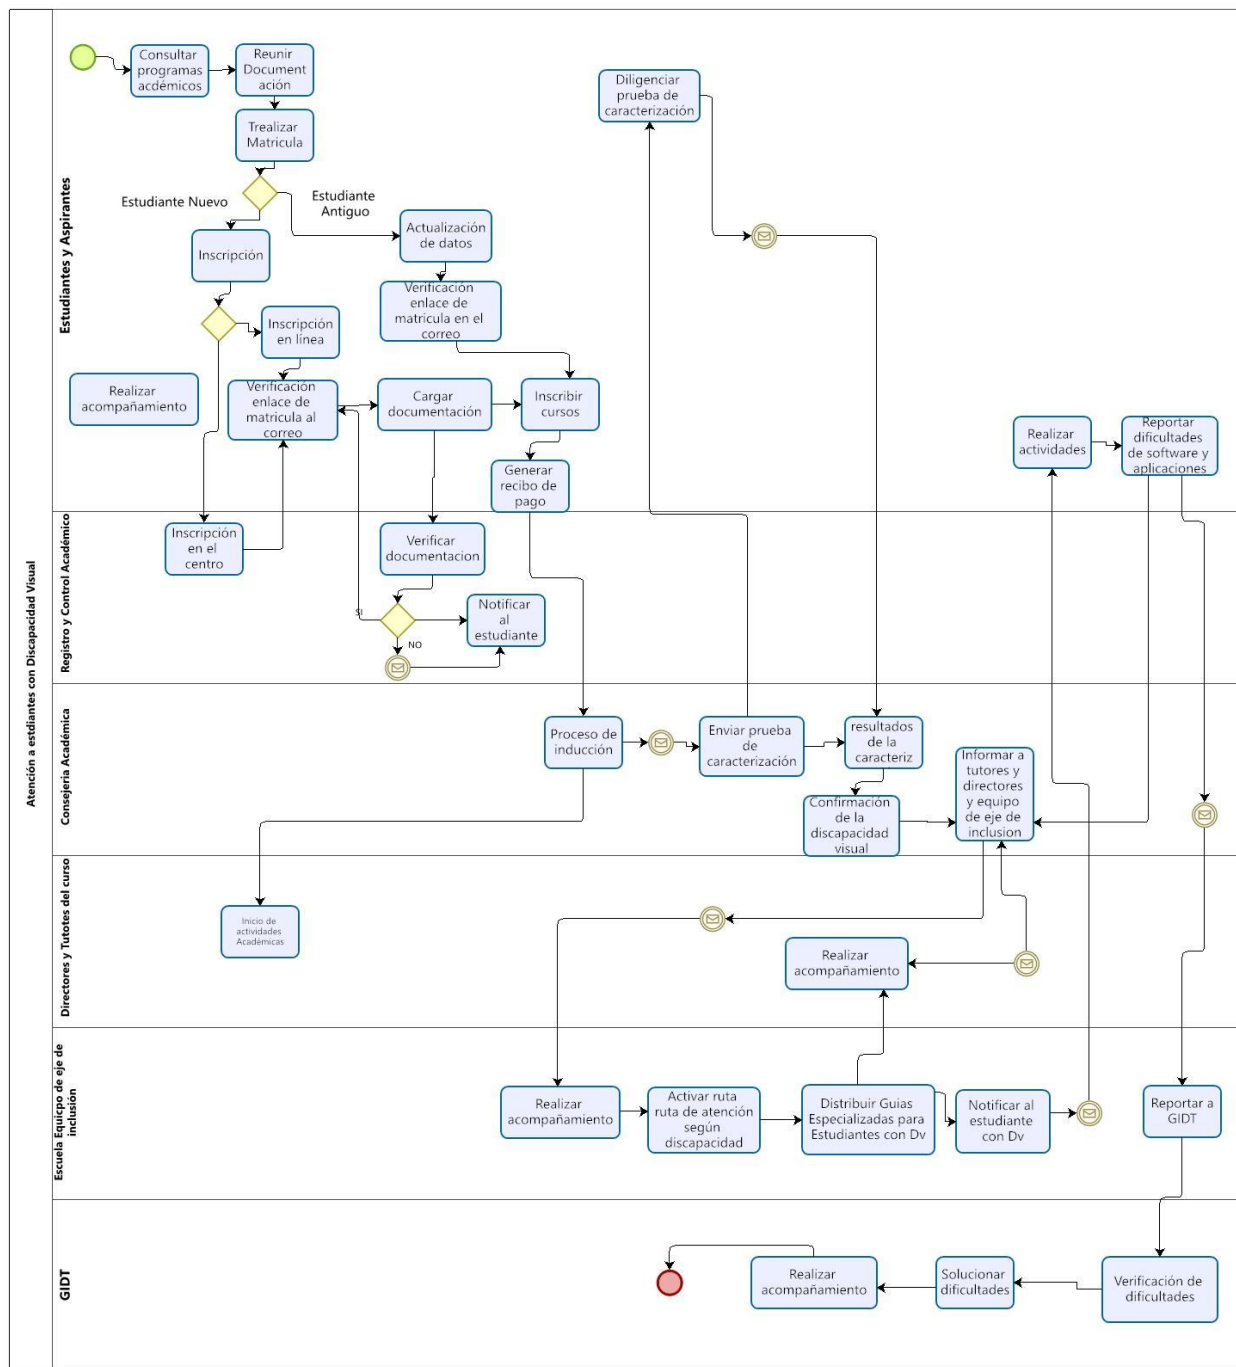 Atención a estdiantes con Discapacidad Visual
Estudiantes y Aspirantes
Consultar
programas
acdémicos
Reunir
Document
ación
Trealizar
Matricula
Estudiante Nuevo
Estudiante
Antiguo
Inscripción
Actualización
de datos
Verificación
enlace de
matricula en el
correo
Inscripción
en línea
Realizar
acompañamiento
Verificación
enlace de
matricula al
correo
Cargar
documentación
Inscribir
cursos
Generar
recibo de
pago
Diligenciar
prueba de
caracterización
Realizar
actividades
Reportar
dificultades
de software y
aplicaciones
Registro y Control Académico
Inscripción
en el
centro
Verificar
documentacion
SI
NO
Notificar
al
estudiante
Consejeria Académica
Proceso de
inducción
Enviar prueba
de
caracterización
resultados
de la
caracteriz
Confirmación
de la
discapacidad
visual
Informar a
tutores y
directores
y equipo
de eje de
inclusion
Directores y Tutotes del curso
Inicio de
actividades
Académicas
Realizar
acompañamiento
Escuela Equicpo de eje de
inclusión
Realizar
acompañamiento
Activar ruta
ruta de atención
según
discapacidad
Distribuir Guias
Especializadas para
Estudiantes con Dv
Notificar al
estudiante
con Dv
Reportar a
GIDT
GIDT
Realizar
acompañamiento
Solucionar
dificultades
Verificación de
dificultades